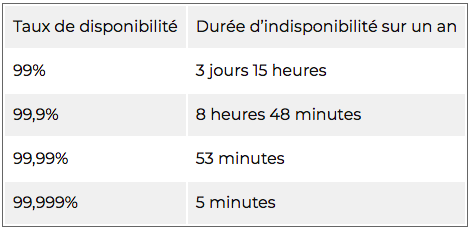 Taux de disponibilité Durée d’indisponibilité sur un an
99% 3 jours 15 heures
99,9% 8 heures 48 minutes
99,99% 53 minutes
99,999% 5 minutes